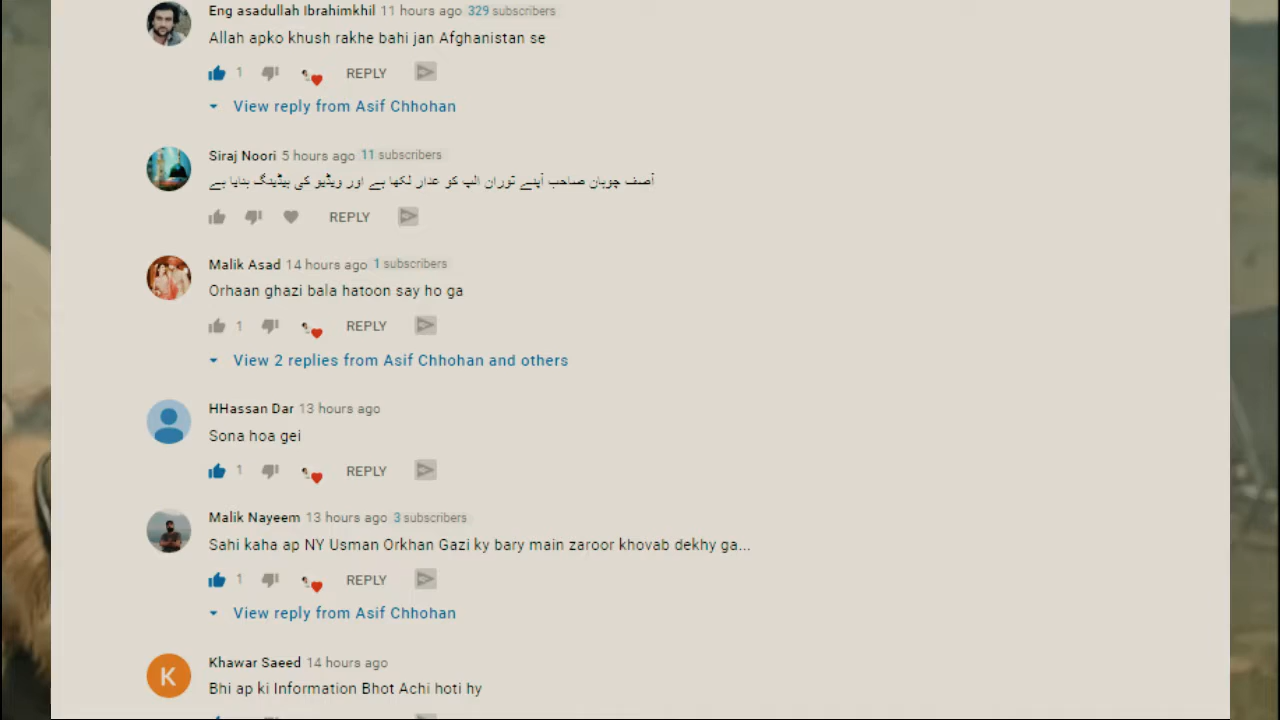 Eng asadullah Ibrahimkhil 11 hours ago 329 subscribers
Allah apko khush rakhe bahi jan Afghanistan se
1 REPLY
View reply from Asif Chhohan
Siraj Noori 5 hours ago 11 subscribers
آصف چوہان صاحب آپنے توران الپ کو غدار لکھا ہے اور ویڈیو کی ہیڈینگ بنایا ہے
REPLY
Malik Asad 14 hours ago 1 subscribers
Orhaan ghazi bala hatoon say ho ga
1 REPLY
View 2 replies from Asif Chhohan and others
HHassan Dar 13 hours ago
Sona hoa gei
1 REPLY
Malik Nayeem 13 hours ago 3 subscribers
Sahi kaha ap NY Usman Orkhan Gazi ky bary main zaroor khovab dekhy ga...
1 REPLY
View reply from Asif Chhohan
K
Khawar Saeed 14 hours ago
Bhi ap ki Information Bhot Achi hoti hy